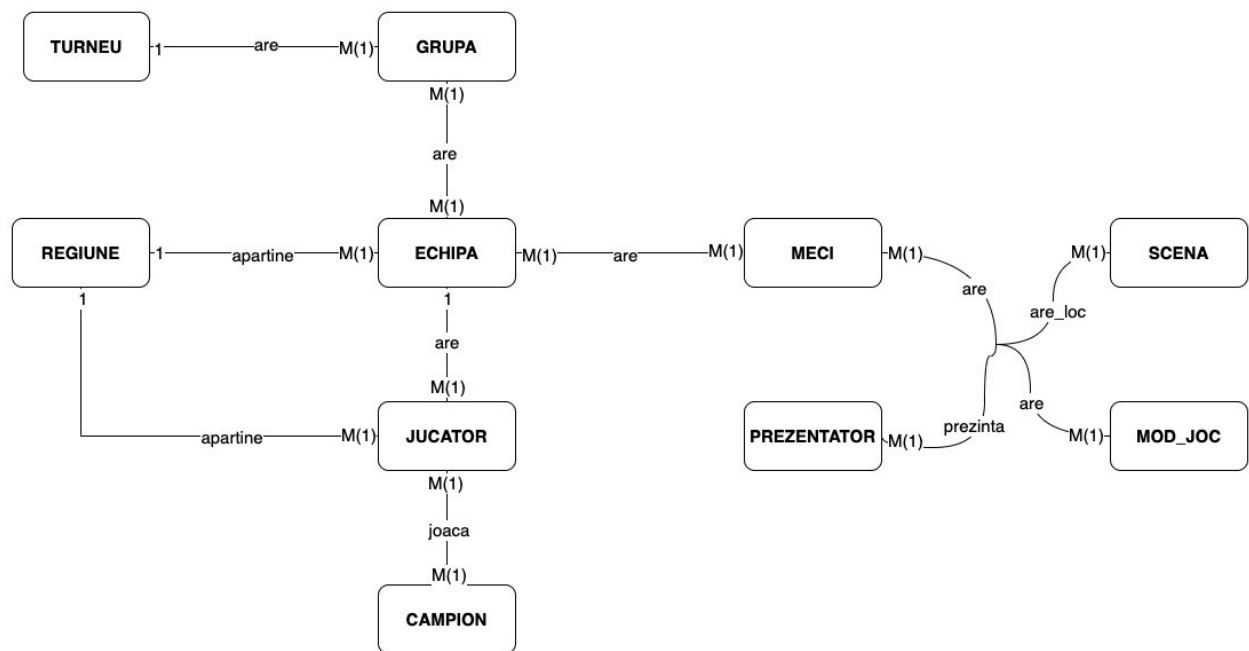 TURNEU 1 are M(1) GRUPA
M(1)
are
M(1)
REGIUNE 1 apartine M(1) ECHIPA M(1) are M(1) MECI M(1) M(1) SCENA
are
1 1
are_loc
are
M(1)
are
apartine M(1) JUCATOR PREZENTATOR M(1) prezinta M(1) MOD_JOC
M(1)
joaca
M(1)
CAMPION